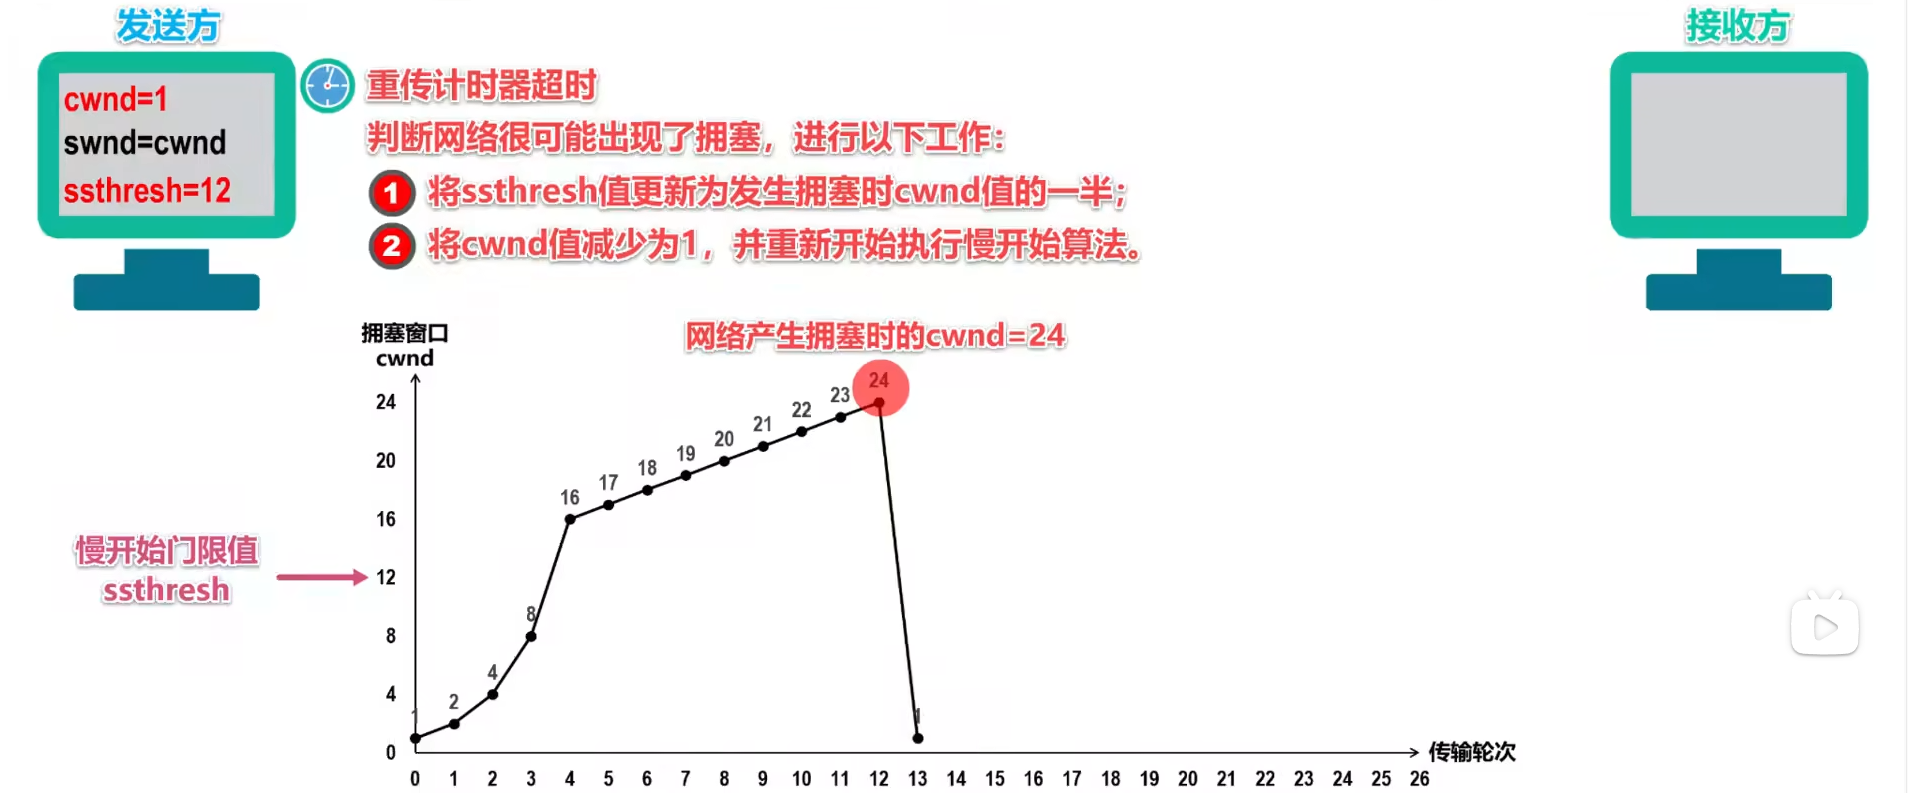 发送方
接收方
cwnd=1
swnd=cwnd
ssthresh=12
重传计时器超时
判断网络很可能出现了拥塞，进行以下工作：
1 将ssthresh值更新为发生拥塞时cwnd值的一半；
2 将cwnd值减少为1，并重新开始执行慢开始算法。
拥塞窗口
cwnd
网络产生拥塞时的cwnd=24
24
20
16
12
8
4
0
慢开始门限值
ssthresh
1
2
4
8
16
17
18
19
20
21
22
23
24
1
传输轮次
0 1 2 3 4 5 6 7 8 9 10 11 12 13 14 15 16 17 18 19 20 21 22 23 24 25 26